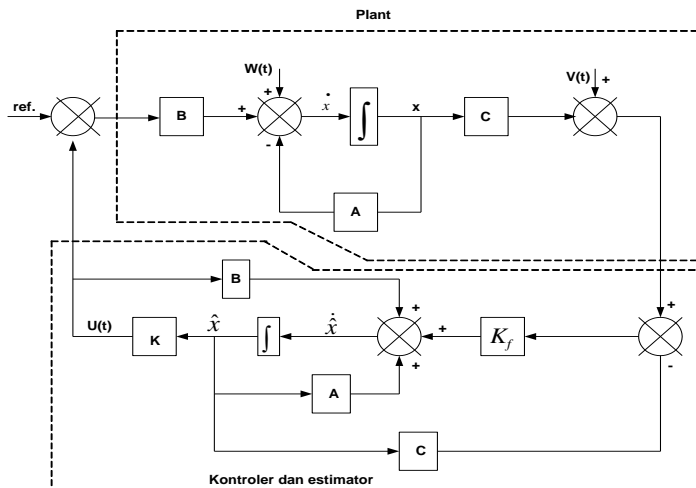 Plant
W(t)
V(t)
+
ref.
B
+
+
ẋ
∫
x
C
-
A
B
+
+
U(t)
K
x̂
∫
x̂̇
+
K_f
-
+
A
C
Kontroler dan estimator